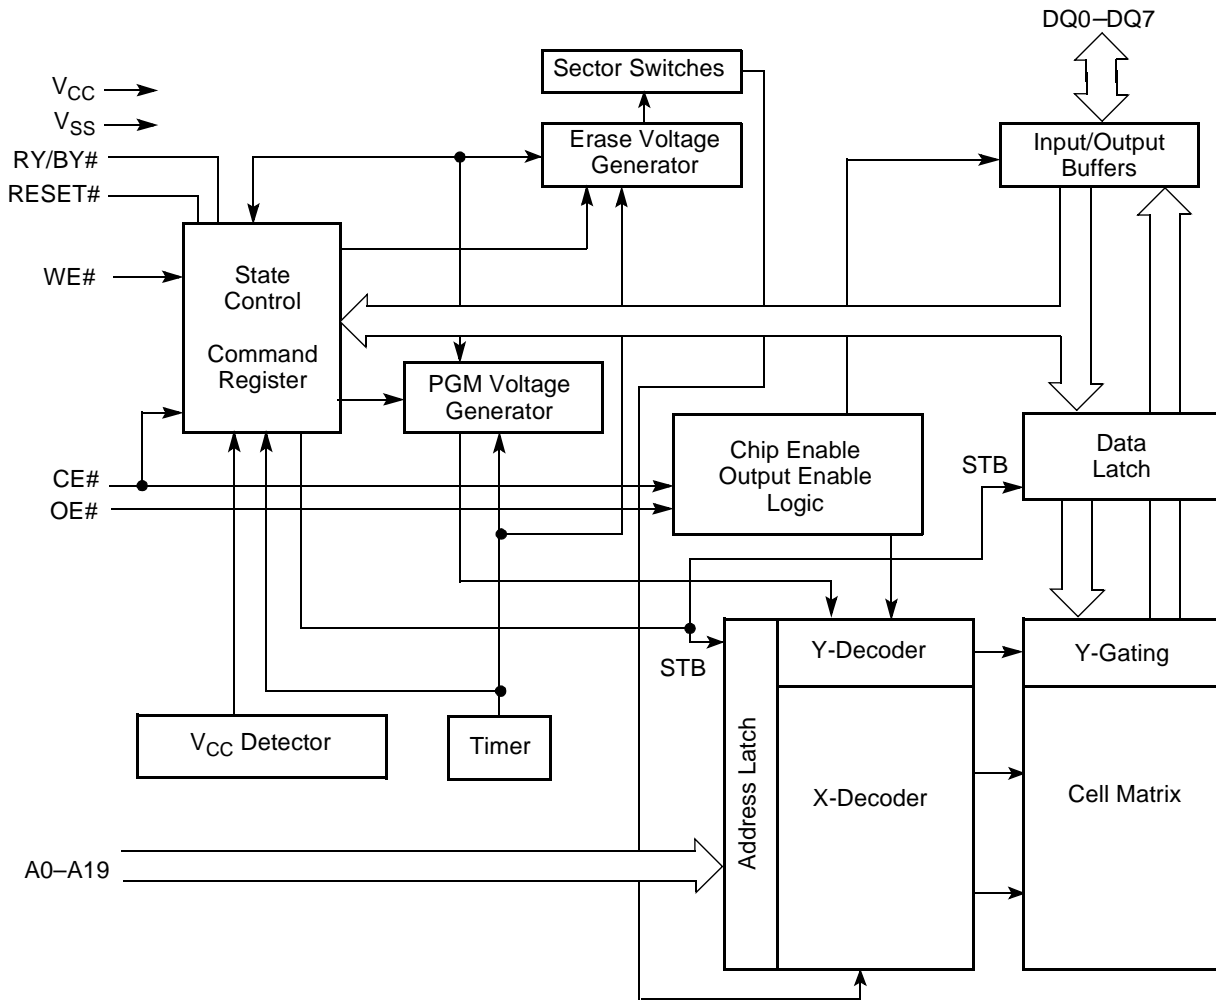 DQ0–DQ7
Sector Switches
VCC
VSS
RY/BY#
RESET#
Erase Voltage
Generator
Input/Output
Buffers
WE#
State
Control
Command
Register
PGM Voltage
Generator
Chip Enable
Output Enable
Logic
STB
Data
Latch
CE#
OE#
STB
Y-Decoder
Y-Gating
VCC Detector
Timer
Address Latch
X-Decoder
Cell Matrix
A0–A19